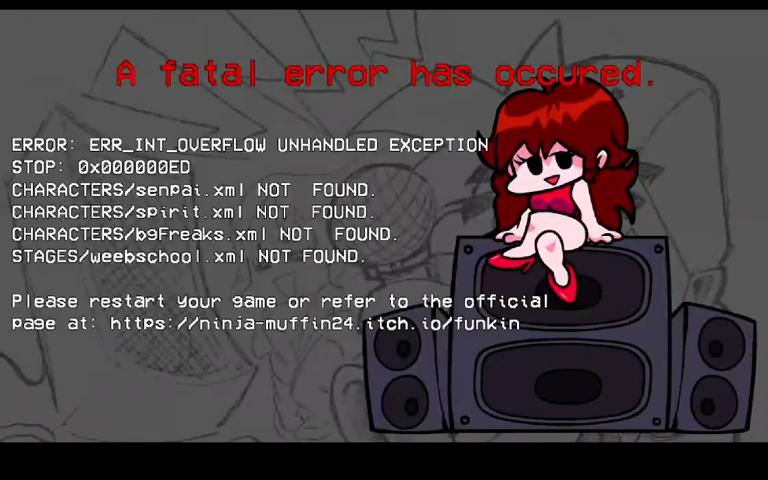 A fatal error has occured.
ERROR: ERR_INT_OVERFLOW UNHANDLED EXCEPTION
STOP: 0x000000ED
CHARACTERS/senpai.xml NOT FOUND.
CHARACTERS/spirit.xml NOT FOUND.
CHARACTERS/bgFreaks.xml NOT FOUND.
STAGES/weebschool.xml NOT FOUND.
Please restart your game or refer to the official
page at: https://ninja-muffin24.itch.io/funkin